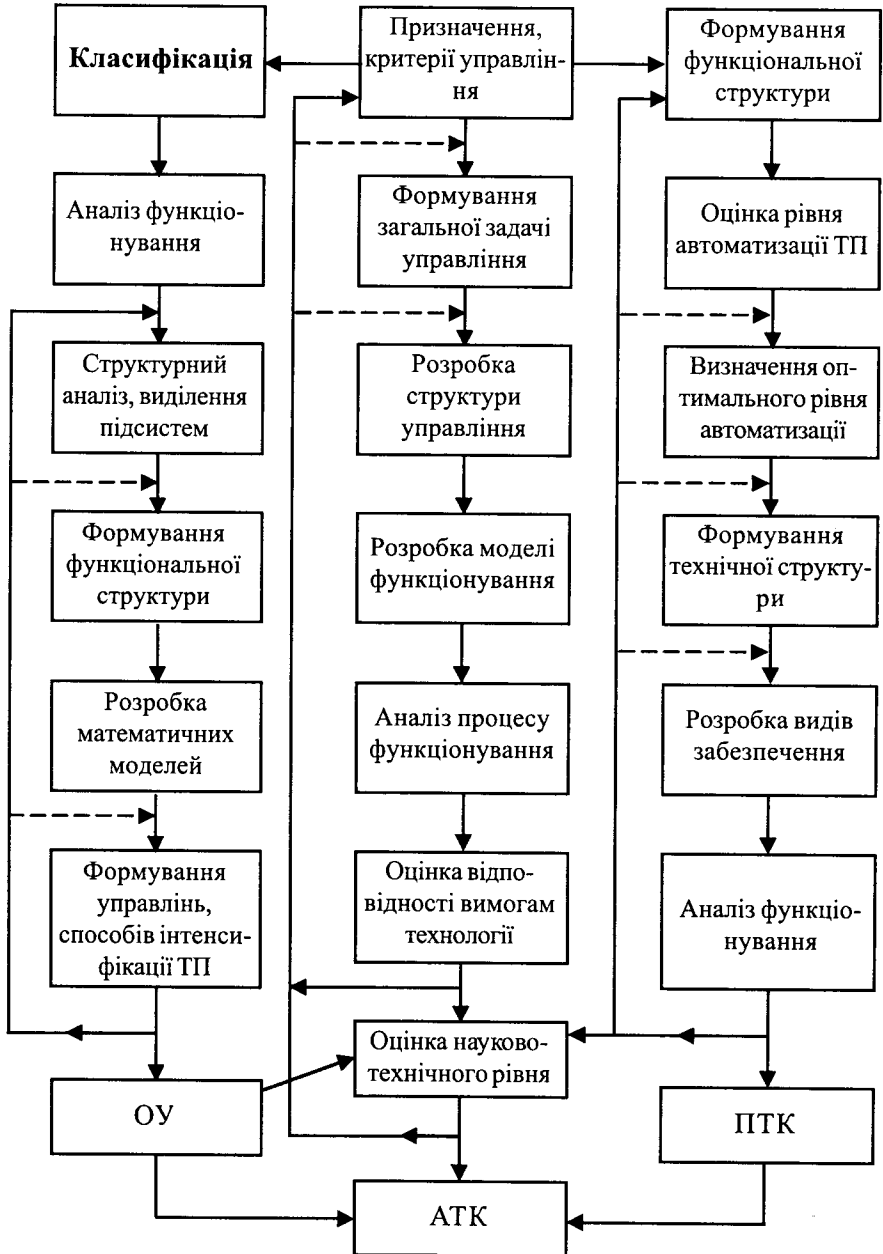 Класифікація
Аналіз функціо-
нування
Структурний
аналіз, виділення
підсистем
Формування
функціональної
структури
Розробка
математичних
моделей
Формування
управлінь,
способів інтенси-
фікації ТП
ОУ
Призначення,
критерії управлін-
ня
Формування
загальної задачі
управління
Розробка
структури
управління
Розробка моделі
функціонування
Аналіз процесу
функціонування
Оцінка відпо-
відності вимогам
технології
Оцінка науково-
технічного рівня
АТК
Формування
функціональної
структури
Оцінка рівня
автоматизації ТП
Визначення оп-
тимального рівня
автоматизації
Формування
технічної структу-
ри
Розробка видів
забезпечення
Аналіз функціо-
нування
ПТК